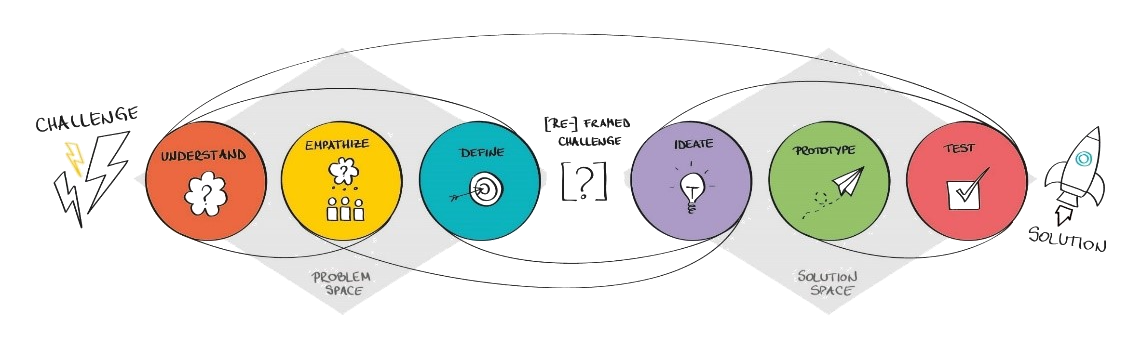 CHALLENGE
UNDERSTAND
?
EMPATHIZE
?
DEFINE
[RE-] FRAMED
CHALLENGE
[?]
IDEATE
PROTOTYPE
TEST
SOLUTION
PROBLEM
SPACE
SOLUTION
SPACE